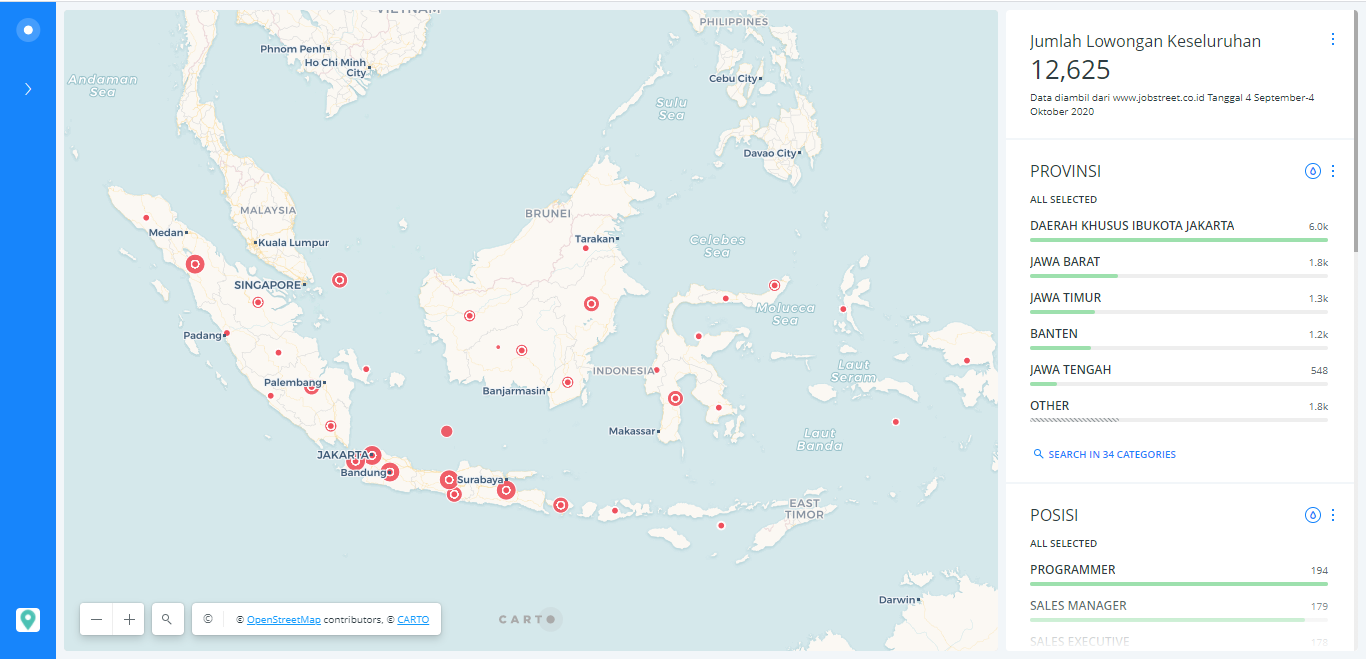 VIETNAM
PHILIPPINES
Phnom Penh
Ho Chi Minh
City
Andaman
Sea
Cebu City
Sulu
Sea
Davao City
MALAYSIA
BRUNEI
Medan
Kuala Lumpur
Tarakan
Celebes
Sea
SINGAPORE
Molucca
Sea
Padang
INDONESIA
Laut
Seram
Palembang
Banjarmasin
Makassar
Laut
Banda
JAKARTA
Bandung
Surabaya
EAST
TIMOR
Darwin
© OpenStreetMap contributors, © CARTO
CARTO
Jumlah Lowongan Keseluruhan
12,625
Data diambil dari www.jobstreet.co.id Tanggal 4 September-4
Oktober 2020
PROVINSI
ALL SELECTED
DAERAH KHUSUS IBUKOTA JAKARTA 6.0k
JAWA BARAT 1.8k
JAWA TIMUR 1.3k
BANTEN 1.2k
JAWA TENGAH 548
OTHER 1.8k
SEARCH IN 34 CATEGORIES
POSISI
ALL SELECTED
PROGRAMMER 194
SALES MANAGER 179
SALES EXECUTIVE 178